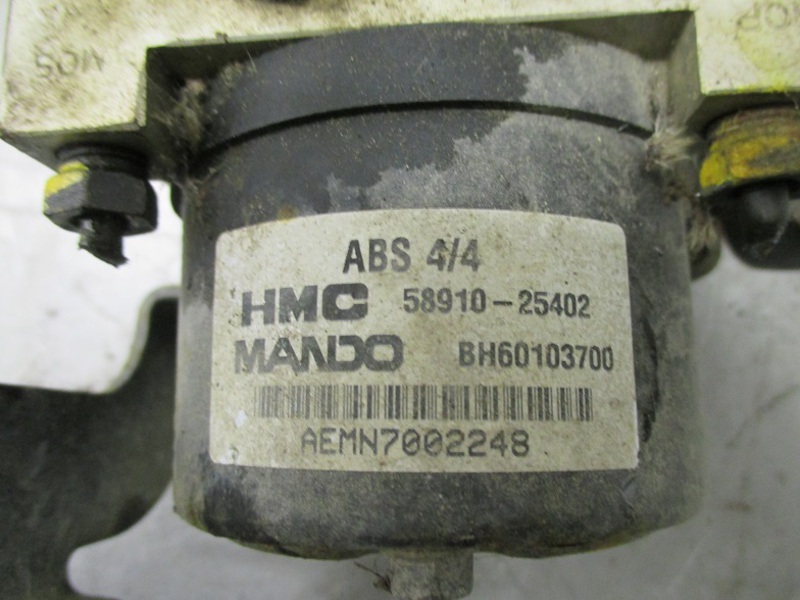 ABS 4/4
HMC 58910-25402
MANDO BH60103700
AEMN7002248